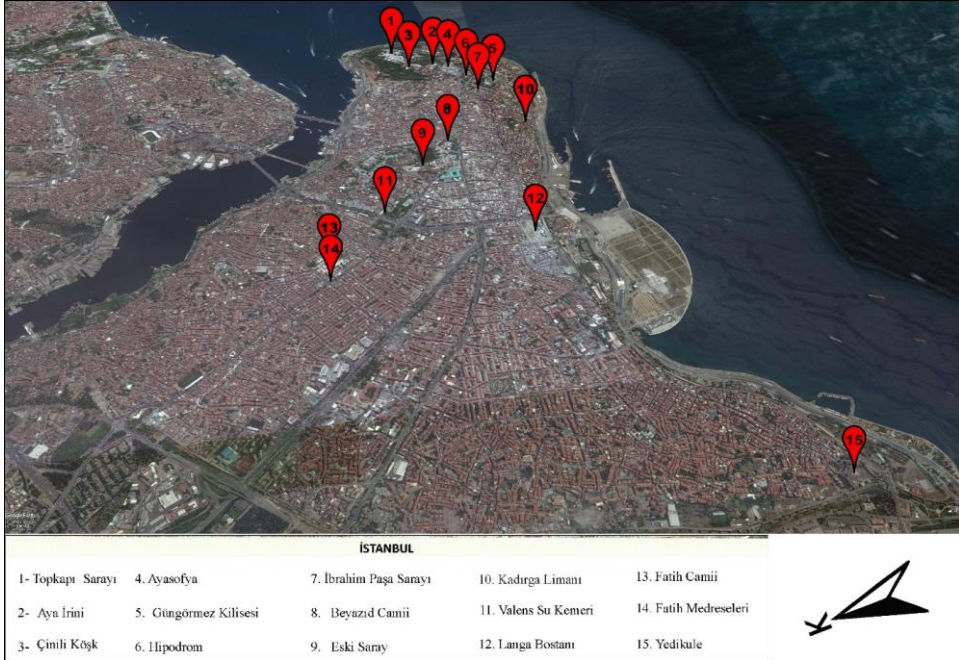 1
3
2
4
6
7
5
10
8
9
11
12
13
14
15
İSTANBUL
1- Topkapı Sarayı
2- Aya İrini
3- Çinili Köşk
4. Ayasofya
5. Güngörmez Kilisesi
6. Hipodrom
7. İbrahim Paşa Sarayı
8. Beyazıd Camii
9. Eski Saray
10. Kadırga Limanı
11. Valens Su Kemeri
12. Langa Bostanı
13. Fatih Camii
14. Fatih Medreseleri
15. Yedikule
K